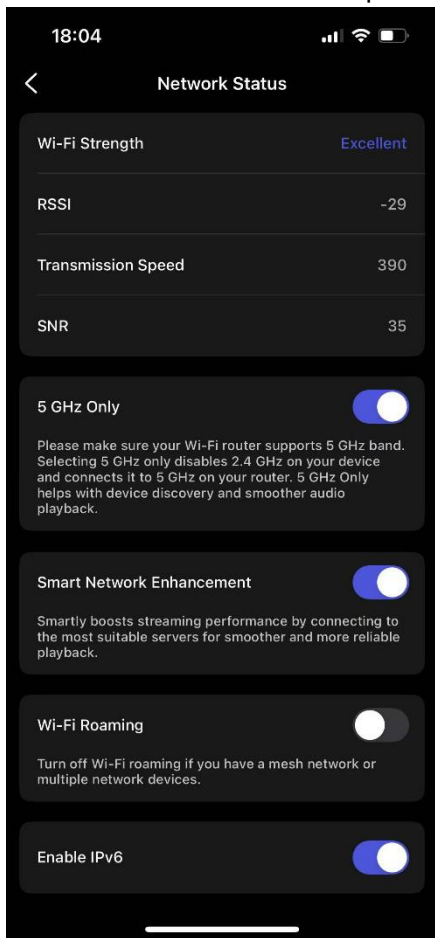 18:04
Network Status
Wi-Fi Strength Excellent
RSSI -29
Transmission Speed 390
SNR 35
5 GHz Only
Please make sure your Wi-Fi router supports 5 GHz band.
Selecting 5 GHz only disables 2.4 GHz on your device
and connects it to 5 GHz on your router. 5 GHz Only
helps with device discovery and smoother audio
playback.
Smart Network Enhancement
Smartly boosts streaming performance by connecting to
the most suitable servers for smoother and more reliable
playback.
Wi-Fi Roaming
Turn off Wi-Fi roaming if you have a mesh network or
multiple network devices.
Enable IPv6